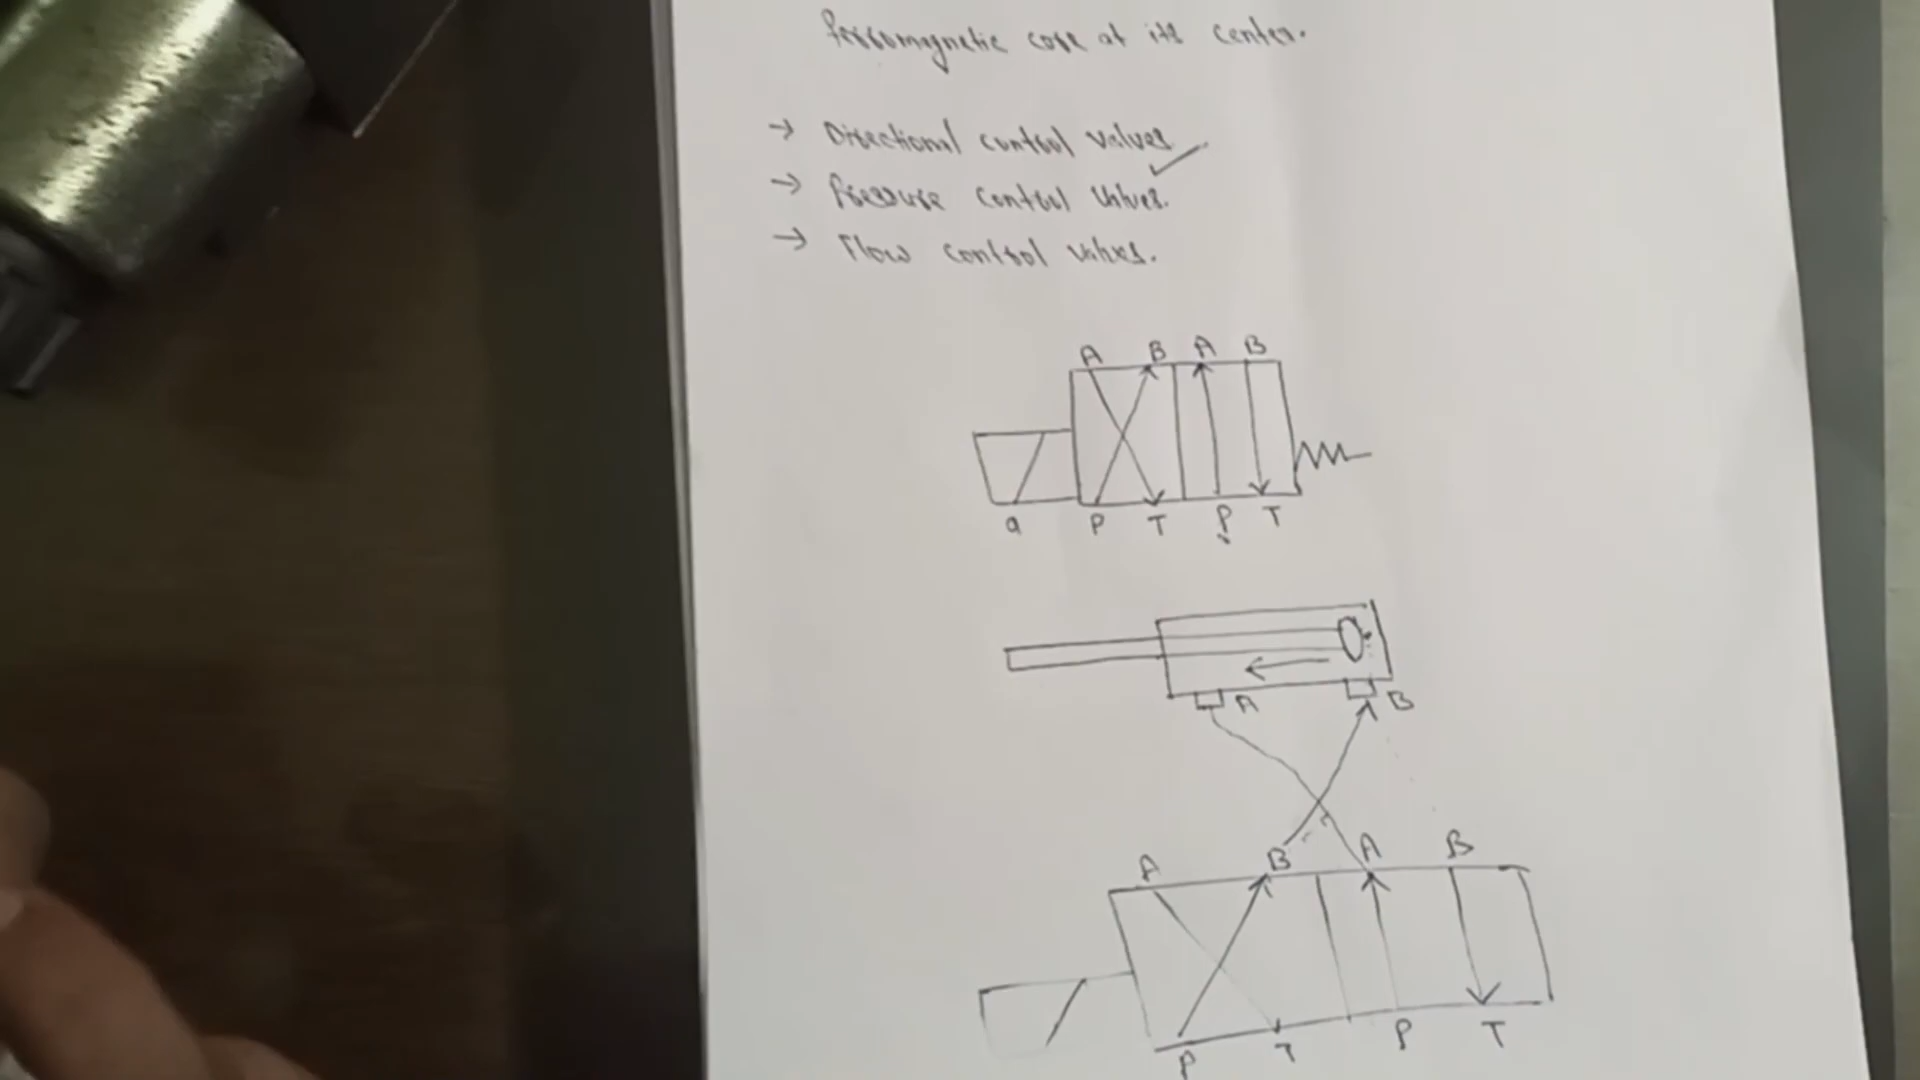 ferromagnetic core at its center.
→ Directional control valves
→ Pressure control valves.
→ Flow control valves.
A B A B
a P T P T
A B
A B A B
P T P T